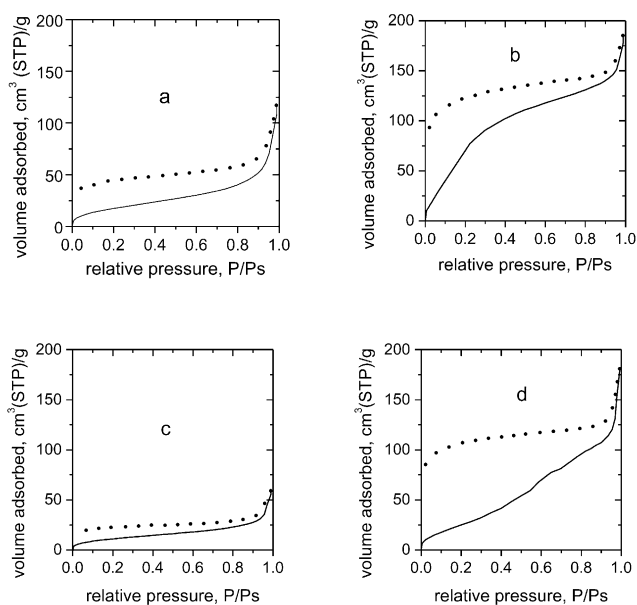 200
150
100
50
0
volume adsorbed, cm³ (STP)/g
a
0.0 0.2 0.4 0.6 0.8 1.0
relative pressure, P/Ps
200
150
100
50
0
volume adsorbed, cm³(STP)/g
b
0.0 0.2 0.4 0.6 0.8 1.0
relative pressure, P/Ps
200
150
100
50
0
volume adsorbed, cm³(STP)/g
c
0.0 0.2 0.4 0.6 0.8 1.0
relative pressure, P/Ps
200
150
100
50
0
volume adsorbed, cm³(STP)/g
d
0.0 0.2 0.4 0.6 0.8 1.0
relative pressure, P/Ps